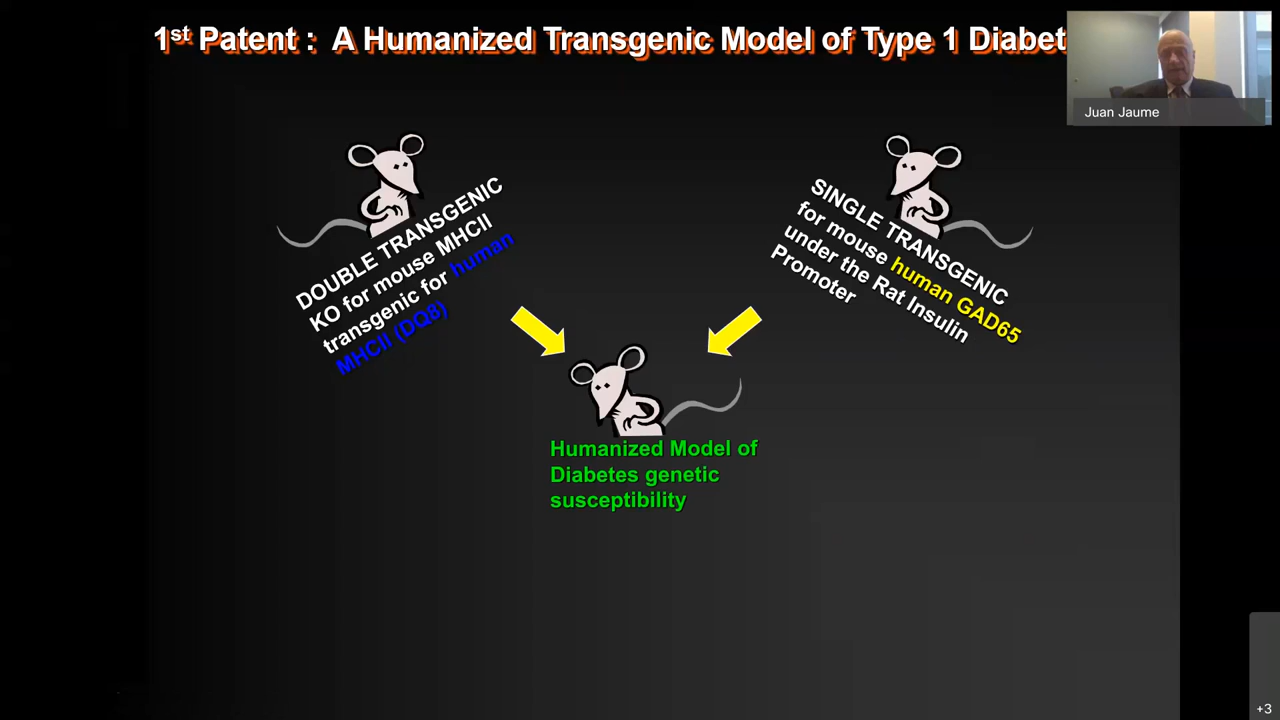 1st Patent : A Humanized Transgenic Model of Type 1 Diabet
Juan Jaume
DOUBLE TRANSGENIC
KO for mouse MHCII
transgenic for human
MHCII (DQ8)
SINGLE TRANSGENIC
for mouse human GAD65
under the Rat Insulin
Promoter
Humanized Model of
Diabetes genetic
susceptibility
+3